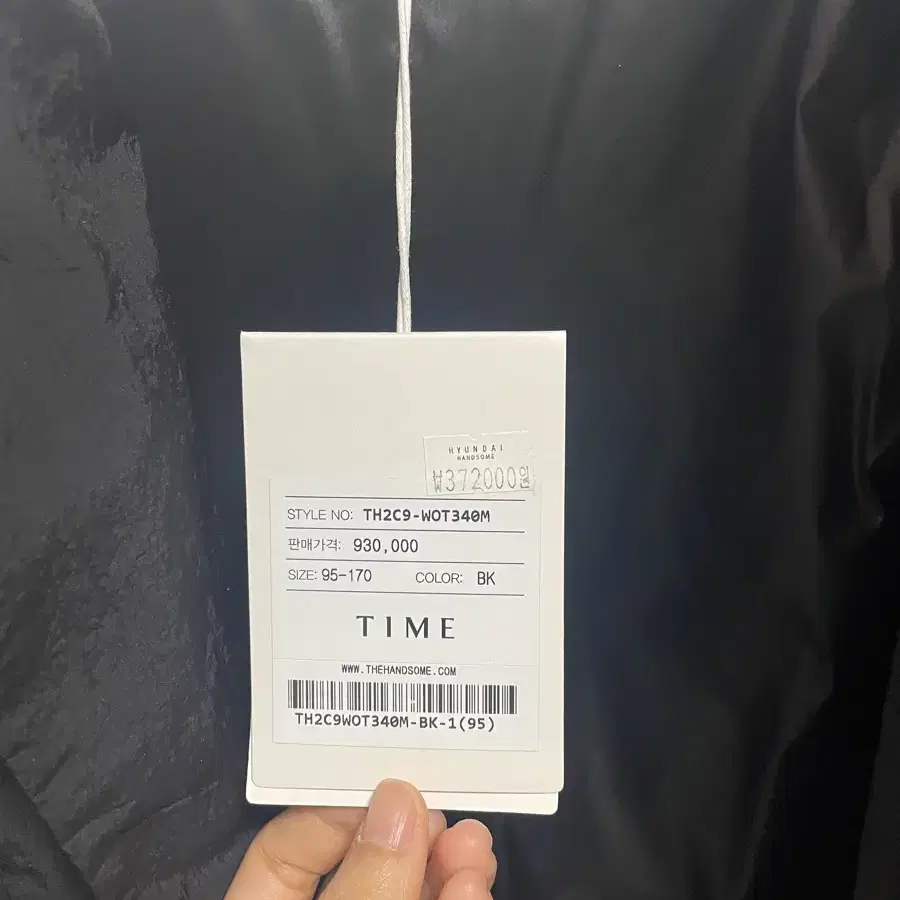 HYUNDAI
HANDSOME
₩372000원
STYLE NO: TH2C9-WOT340M
판매가격: 930,000
SIZE: 95-170 COLOR: BK
TIME
WWW.THEHANDSOME.COM
TH2C9WOT340M-BK-1(95)